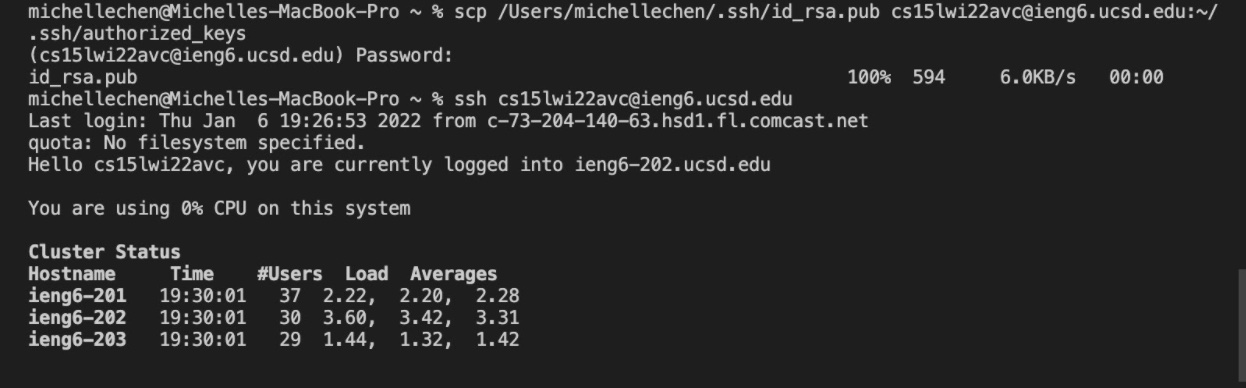 michellechen@Michelles-MacBook-Pro ~ % scp /Users/michellechen/.ssh/id_rsa.pub cs15lwi22avc@ieng6.ucsd.edu:~/
.ssh/authorized_keys
(cs15lwi22avc@ieng6.ucsd.edu) Password:
id_rsa.pub 100% 594 6.0KB/s 00:00
michellechen@Michelles-MacBook-Pro ~ % ssh cs15lwi22avc@ieng6.ucsd.edu
Last login: Thu Jan  6 19:26:53 2022 from c-73-204-140-63.hsd1.fl.comcast.net
quota: No filesystem specified.
Hello cs15lwi22avc, you are currently logged into ieng6-202.ucsd.edu
You are using 0% CPU on this system
Cluster Status
Hostname Time #Users Load Averages
ieng6-201 19:30:01 37 2.22, 2.20, 2.28
ieng6-202 19:30:01 30 3.60, 3.42, 3.31
ieng6-203 19:30:01 29 1.44, 1.32, 1.42